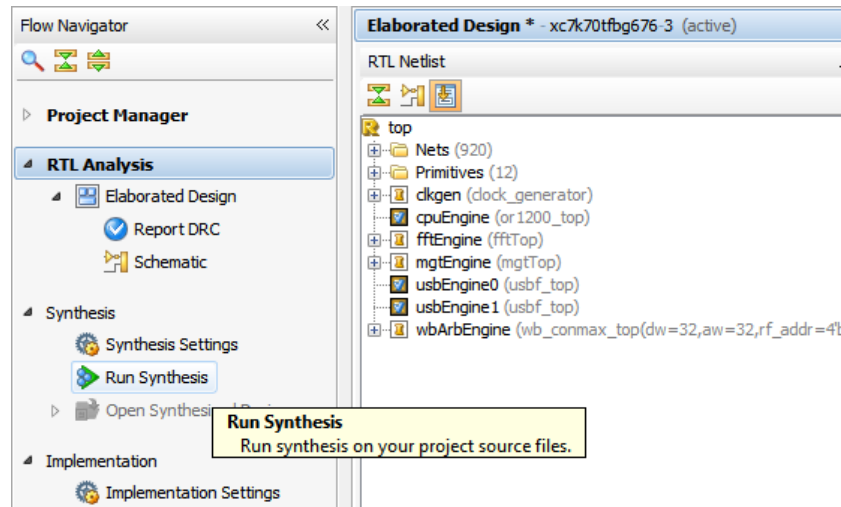 Flow Navigator
Project Manager
RTL Analysis
Elaborated Design
Report DRC
Schematic
Synthesis
Synthesis Settings
Run Synthesis
Open Synthesi
Implementation
Implementation Settings
Run Synthesis
Run synthesis on your project source files.
Elaborated Design * - xc7k70tfbg676-3 (active)
RTL Netlist
top
Nets (920)
Primitives (12)
clkgen (clock_generator)
cpuEngine (or1200_top)
fftEngine (fftTop)
mgtEngine (mgtTop)
usbEngine0 (usbf_top)
usbEngine1 (usbf_top)
wbArbEngine (wb_conmax_top(dw=32,aw=32,rf_addr=4'b